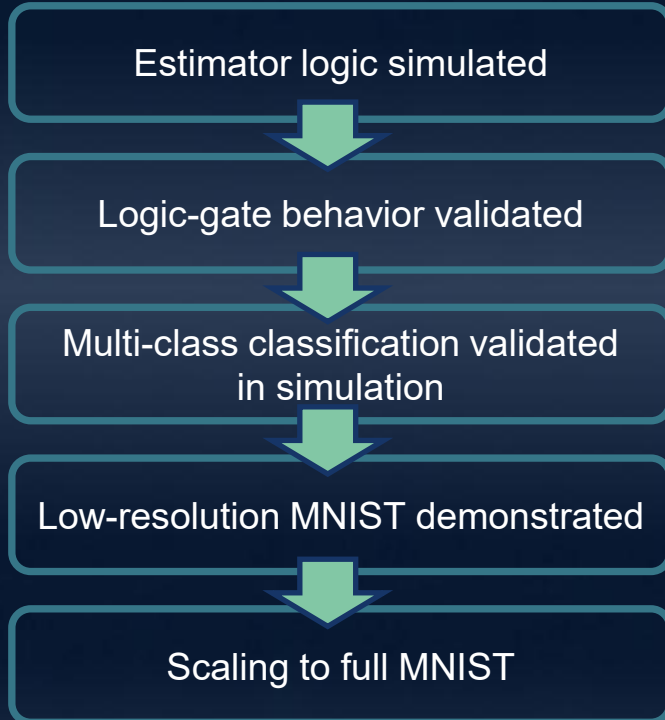 Estimator logic simulated
Logic-gate behavior validated
Multi-class classification validated
in simulation
Low-resolution MNIST demonstrated
Scaling to full MNIST